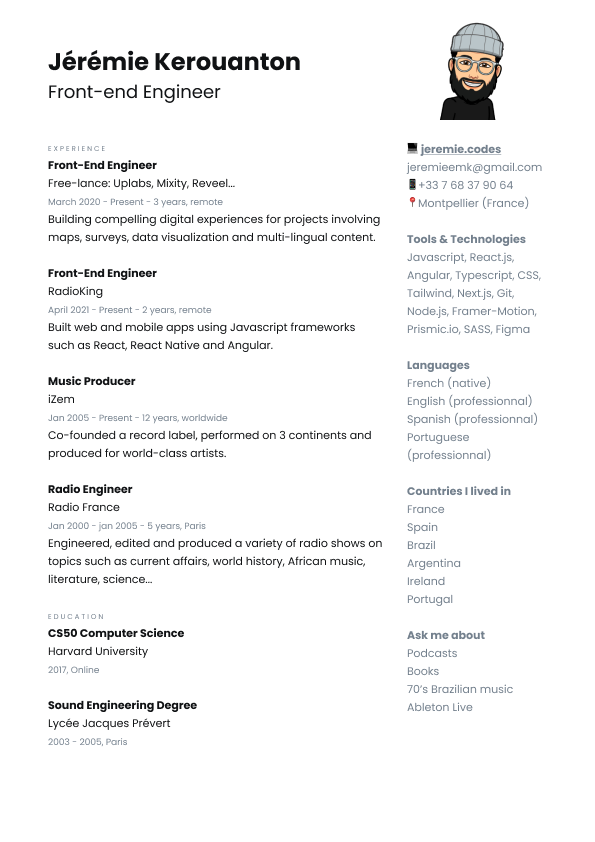 Jérémie Kerouanton
Front-end Engineer
EXPERIENCE
Front-End Engineer
Free-lance: Uplabs, Mixity, Reveel...
March 2020 - Present - 3 years, remote
Building compelling digital experiences for projects involving
maps, surveys, data visualization and multi-lingual content.
Front-End Engineer
RadioKing
April 2021 - Present - 2 years, remote
Built web and mobile apps using Javascript frameworks
such as React, React Native and Angular.
Music Producer
iZem
Jan 2005 - Present - 12 years, worldwide
Co-founded a record label, performed on 3 continents and
produced for world-class artists.
Radio Engineer
Radio France
Jan 2000 - jan 2005 - 5 years, Paris
Engineered, edited and produced a variety of radio shows on
topics such as current affairs, world history, African music,
literature, science...
EDUCATION
CS50 Computer Science
Harvard University
2017, Online
Sound Engineering Degree
Lycée Jacques Prévert
2003 - 2005, Paris
jeremie.codes
jeremieemk@gmail.com
+33 7 68 37 90 64
Montpellier (France)
Tools & Technologies
Javascript, React.js,
Angular, Typescript, CSS,
Tailwind, Next.js, Git,
Node.js, Framer-Motion,
Prismic.io, SASS, Figma
Languages
French (native)
English (professionnal)
Spanish (professionnal)
Portuguese
(professionnal)
Countries I lived in
France
Spain
Brazil
Argentina
Ireland
Portugal
Ask me about
Podcasts
Books
70's Brazilian music
Ableton Live